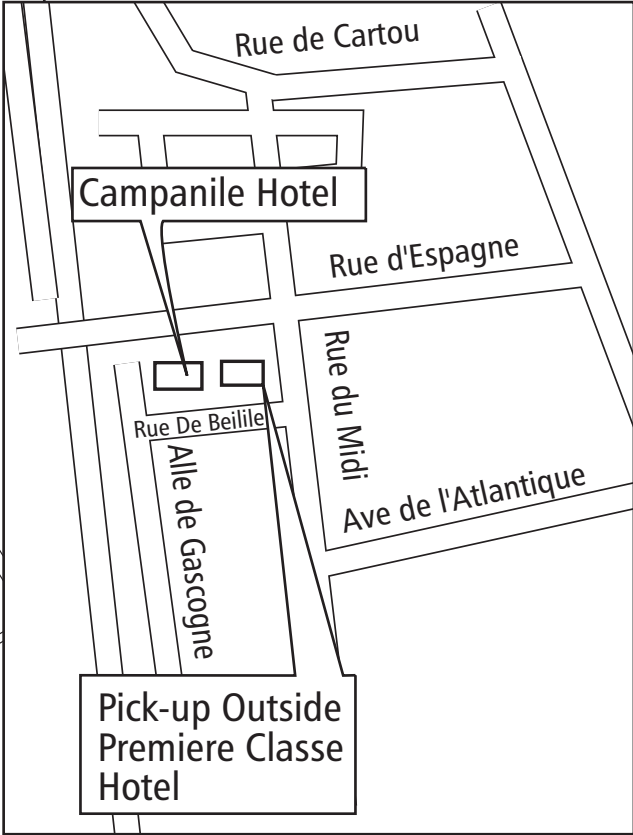 Rue de Cartou
Campanile Hotel
Rue d'Espagne
Rue du Midi
Rue De Beilile
Alle de Gascogne
Ave de l'Atlantique
Pick-up Outside
Premiere Classe
Hotel